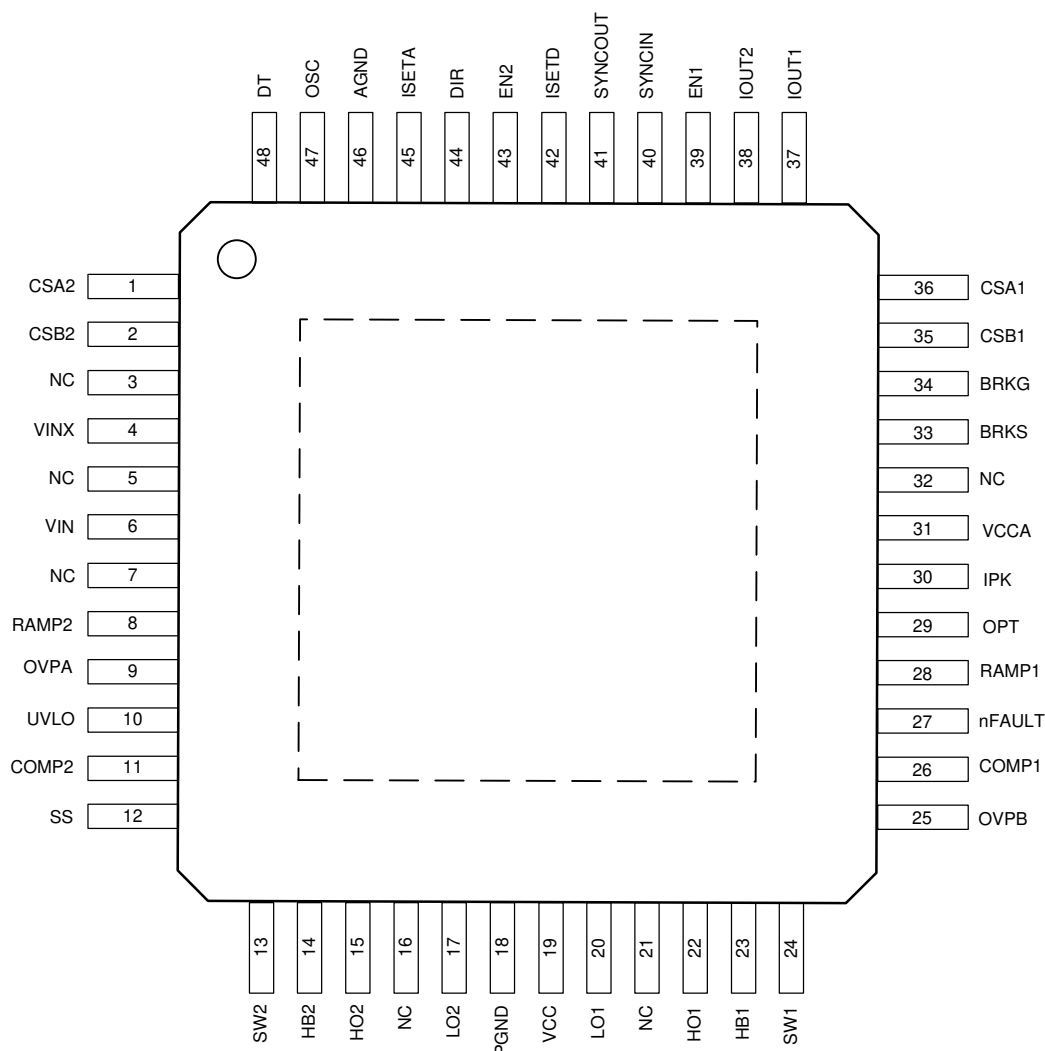 DT
OSC
AGND
ISETA
DIR
EN2
ISETD
SYNCOUT
SYNCIN
EN1
IOUT2
IOUT1
48
47
46
45
44
43
42
41
40
39
38
37
CSA2 1
CSB2 2
NC 3
VINX 4
NC 5
VIN 6
NC 7
RAMP2 8
OVPA 9
UVLO 10
COMP2 11
SS 12
36 CSA1
35 CSB1
34 BRKG
33 BRKS
32 NC
31 VCCA
30 IPK
29 OPT
28 RAMP1
27 nFAULT
26 COMP1
25 OVPB
13
14
15
16
17
18
19
20
21
22
23
24
SW2
HB2
HO2
NC
LO2
PGND
VCC
LO1
NC
HO1
HB1
SW1